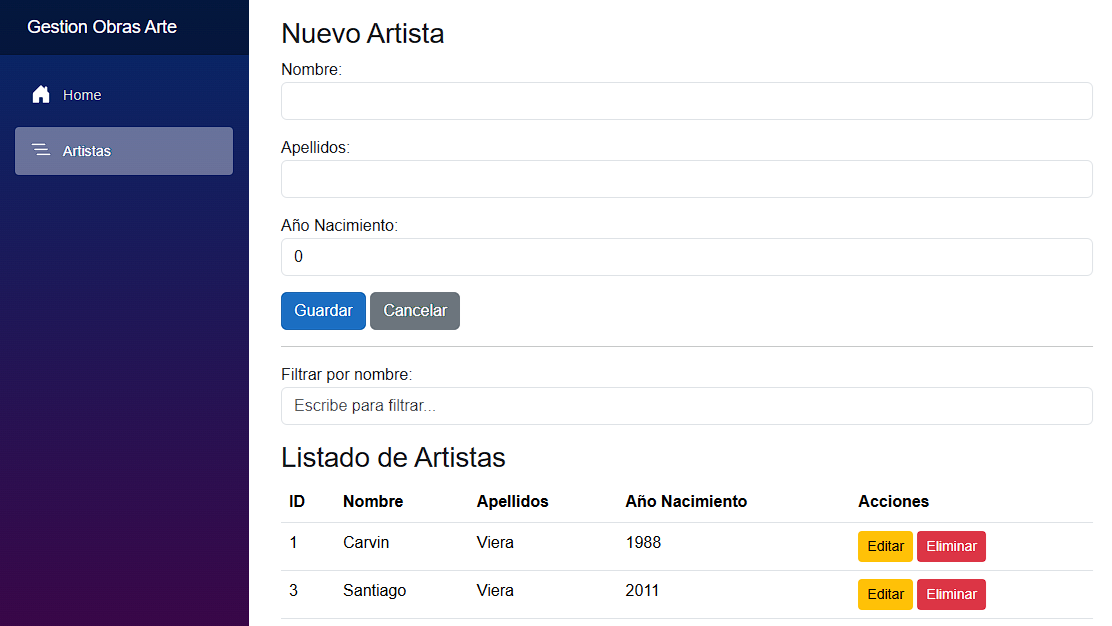 Gestion Obras Arte
Home
Artistas
Nuevo Artista
Nombre:
Apellidos:
Año Nacimiento:
0
Guardar Cancelar
Filtrar por nombre:
Escribe para filtrar...
Listado de Artistas
ID Nombre Apellidos Año Nacimiento Acciones
1 Carvin Viera 1988 Editar Eliminar
3 Santiago Viera 2011 Editar Eliminar